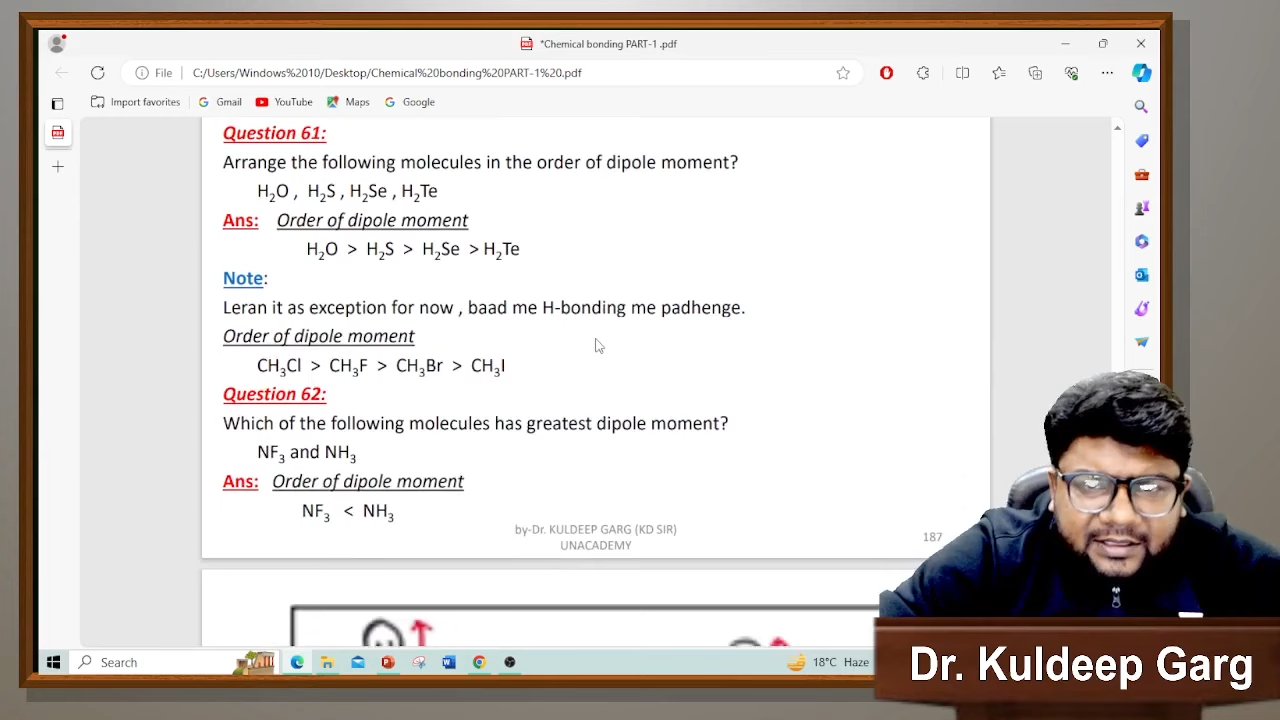 *Chemical bonding PART-1 .pdf
File
C:/Users/Windows%2010/Desktop/Chemical%20bonding%20PART-1%20.pdf
Import favorites
Gmail
YouTube
Maps
Google
Question 61:
Arrange the following molecules in the order of dipole moment?
H₂O , H₂S , H₂Se , H₂Te
Ans: Order of dipole moment
H₂O > H₂S > H₂Se > H₂Te
Note:
Leran it as exception for now , baad me H-bonding me padhenge.
Order of dipole moment
CH₃Cl > CH₃F > CH₃Br > CH₃I
Question 62:
Which of the following molecules has greatest dipole moment?
NF₃ and NH₃
Ans: Order of dipole moment
NF₃ < NH₃
by-Dr. KULDEEP GARG (KD SIR)
UNACADEMY
187
Search
18°C Haze
Dr. Kuldeep Garg